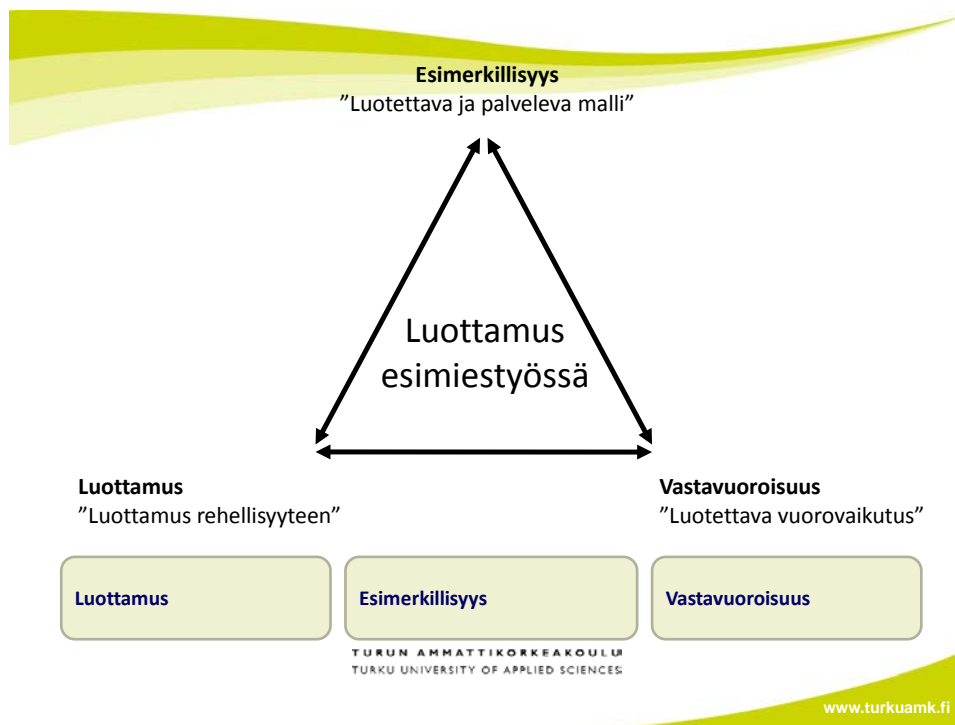 Esimerkillisyys
”Luotettava ja palveleva malli”
Luottamus
esimiestyössä
Luottamus
”Luottamus rehellisyyteen”
Vastavuoroisuus
”Luotettava vuorovaikutus”
Luottamus
Esimerkillisyys
Vastavuoroisuus
TURUN AMMATTIKORKEAKOULU
TURKU UNIVERSITY OF APPLIED SCIENCES
www.turkuamk.fi